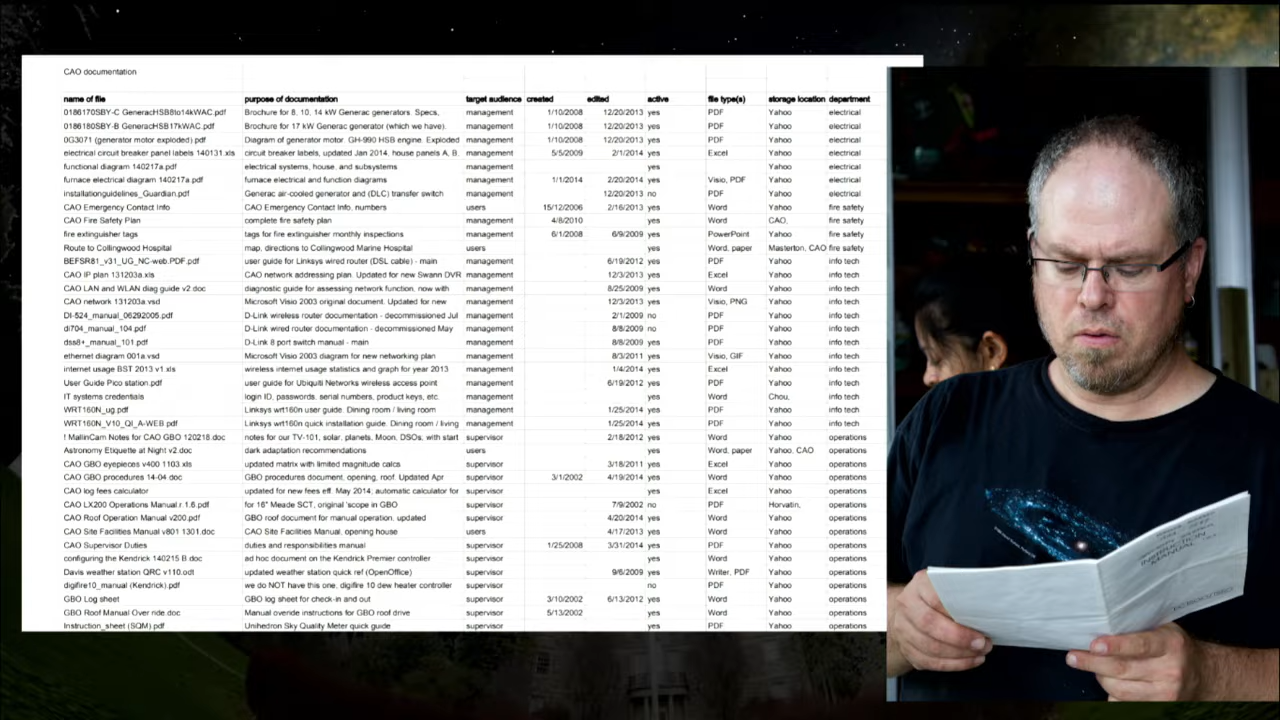 CAO documentation
name of file purpose of documentation target audience created edited active file type(s) storage location department
0186170SBY-C GeneracHSB8to14kWAC.pdf Brochure for 8, 10, 14 kW Generac generators. Specs, management 1/10/2008 12/20/2013 yes PDF Yahoo electrical
0186180SBY-B GeneracHSB17kWAC.pdf Brochure for 17 kW Generac generator (which we have). management 1/10/2008 12/20/2013 yes PDF Yahoo electrical
0G3071 (generator motor exploded).pdf Diagram of generator motor. GH-990 HSB engine. Exploded management 1/10/2008 12/20/2013 yes PDF Yahoo electrical
electrical circuit breaker panel labels 140131.xls circuit breaker labels, updated Jan 2014. house panels A, B, management 5/5/2009 2/1/2014 yes Excel Yahoo electrical
functional diagram 140217a.pdf electrical systems, house, and subsystems management yes Yahoo electrical
furnace electrical diagram 140217a.pdf furnace electrical and function diagrams management 1/1/2014 2/20/2014 yes Visio, PDF Yahoo electrical
installationguidelines_Guardian.pdf Generac air-cooled generator and (DLC) transfer switch management 12/20/2013 no PDF Yahoo electrical
CAO Emergency Contact Info CAO Emergency Contact Info, numbers users 15/12/2006 2/16/2013 yes Word Yahoo fire safety
CAO Fire Safety Plan complete fire safety plan management 4/8/2010 yes Word CAO, fire safety
fire extinguisher tags tags for fire extinguisher monthly inspections management 6/1/2008 6/9/2009 yes PowerPoint Yahoo fire safety
Route to Collingwood Hospital map, directions to Collingwood Marine Hospital users yes Word, paper Masterton, CAO fire safety
BEFSR81_v31_UG_NC-web.PDF.pdf user guide for Linksys wired router (DSL cable) - main management 6/19/2012 yes PDF Yahoo info tech
CAO IP plan 131203a.xls CAO network addressing plan. Updated for new Swann DVR management 12/3/2013 yes Excel Yahoo info tech
CAO LAN and WLAN diag guide v2.doc diagnostic guide for assessing network function. now with management 8/25/2009 yes Word Yahoo info tech
CAO network 131203a.vsd Microsoft Visio 2003 original document. Updated for new management 12/3/2013 yes Visio, PNG Yahoo info tech
DI-524_manual_06292005.pdf D-Link wireless router documentation - decommissioned Jul management 2/1/2009 no PDF Yahoo info tech
di704_manual_104.pdf D-Link wired router documentation - decommissioned May management 8/8/2009 no PDF Yahoo info tech
dss8+_manual_101.pdf D-Link 8 port switch manual - main management 8/8/2009 yes PDF Yahoo info tech
ethernet diagram 001a.vsd Microsoft Visio 2003 diagram for new networking plan management 8/3/2011 yes Visio, GIF Yahoo info tech
internet usage BST 2013 v1.xls wireless internet usage statistics and graph for year 2013 management 1/4/2014 yes Excel Yahoo info tech
User Guide Pico station.pdf user guide for Ubiquiti Networks wireless access point management 6/19/2012 yes PDF Yahoo info tech
IT systems credentials login ID, passwords, serial numbers, product keys, etc. management yes Word Chou, info tech
WRT160N_ug.pdf Linksys wrt160n user guide. Dining room / living room management 1/25/2014 yes PDF Yahoo info tech
WRT160N_V10_QI_A-WEB.pdf Linksys wrt160n quick installation guide. Dining room / living management 1/25/2014 yes PDF Yahoo info tech
! MallinCam Notes for CAO GBO 120218.doc notes for our TV-101, solar, planets, Moon, DSOs, with start supervisor 2/18/2012 yes Word Yahoo operations
Astronomy Etiquette at Night v2.doc dark adaptation recommendations users yes Word, paper Yahoo, CAO operations
CAO GBO eyepieces v400 1103.xls updated matrix with limited magnitude calcs supervisor 3/18/2011 yes Excel Yahoo operations
CAO GBO procedures 14-04.doc GBO procedures document, opening, roof. Updated Apr supervisor 3/1/2002 4/19/2014 yes Word Yahoo operations
CAO log fees calculator updated for new fees eff. May 2014; automatic calculator for supervisor yes Excel Yahoo operations
CAO LX200 Operations Manual.r.1.6.pdf for 16" Meade SCT, original 'scope in GBO supervisor 7/9/2002 no PDF Horvatin, operations
CAO Roof Operation Manual v200.pdf GBO roof document for manual operation, updated supervisor 4/20/2014 yes Word Yahoo operations
CAO Site Facilities Manual v801 1301.doc CAO Site Facilities Manual, opening house users 4/17/2013 yes Word Yahoo operations
CAO Supervisor Duties duties and responsibilities manual supervisor 1/25/2008 3/31/2014 yes PDF Yahoo operations
configuring the Kendrick 140215 B.doc ad hoc document on the Kendrick Premier controller supervisor yes Word Yahoo operations
Davis weather station QRC v110.odt updated weather station quick ref (OpenOffice) supervisor 9/6/2009 yes Writer, PDF Yahoo operations
digifire10_manual (Kendrick).pdf we do NOT have this one. digifire 10 dew heater controller supervisor no PDF Yahoo operations
GBO Log sheet GBO log sheet for check-in and out supervisor 3/10/2002 6/13/2012 yes Word Yahoo operations
GBO Roof Manual Over ride.doc Manual override instructions for GBO roof drive supervisor 5/13/2002 yes Word Yahoo operations
Instruction_sheet (SQM).pdf Unihedron Sky Quality Meter quick guide supervisor yes PDF Yahoo operations
INSTRUCTION
MANUAL